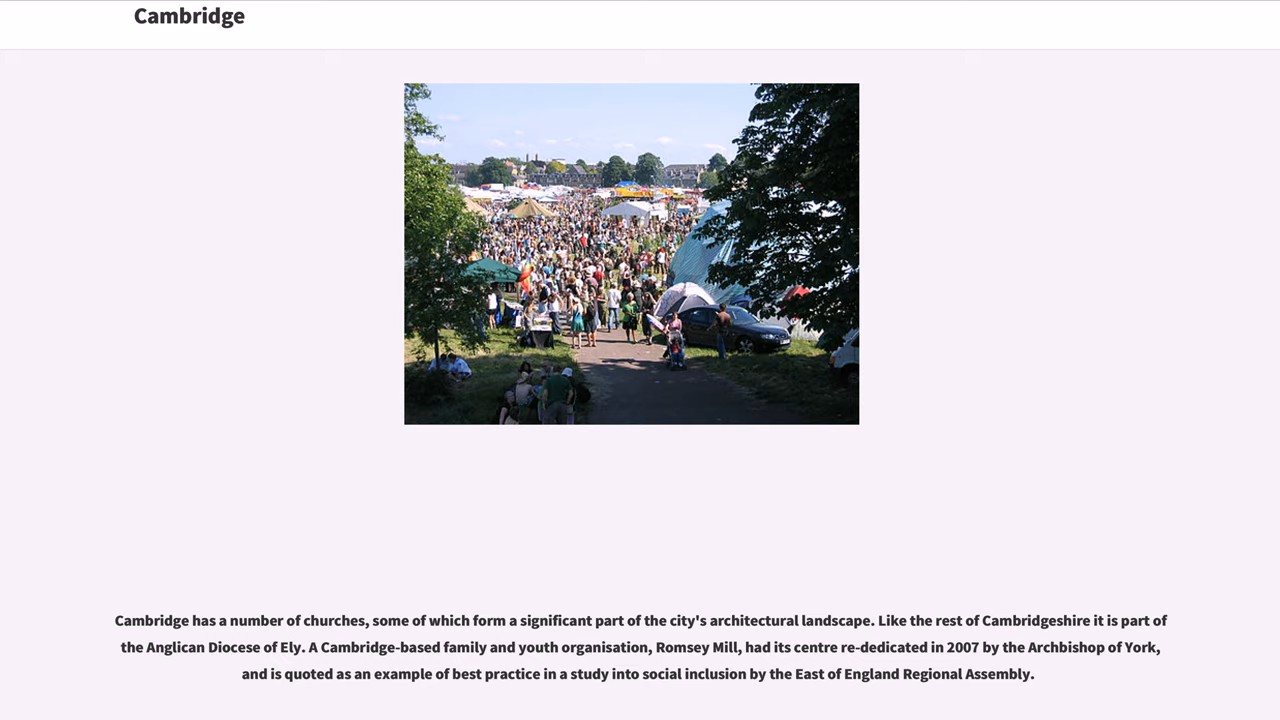 Cambridge
Cambridge has a number of churches, some of which form a significant part of the city's architectural landscape. Like the rest of Cambridgeshire it is part of
the Anglican Diocese of Ely. A Cambridge-based family and youth organisation, Romsey Mill, had its centre re-dedicated in 2007 by the Archbishop of York,
and is quoted as an example of best practice in a study into social inclusion by the East of England Regional Assembly.